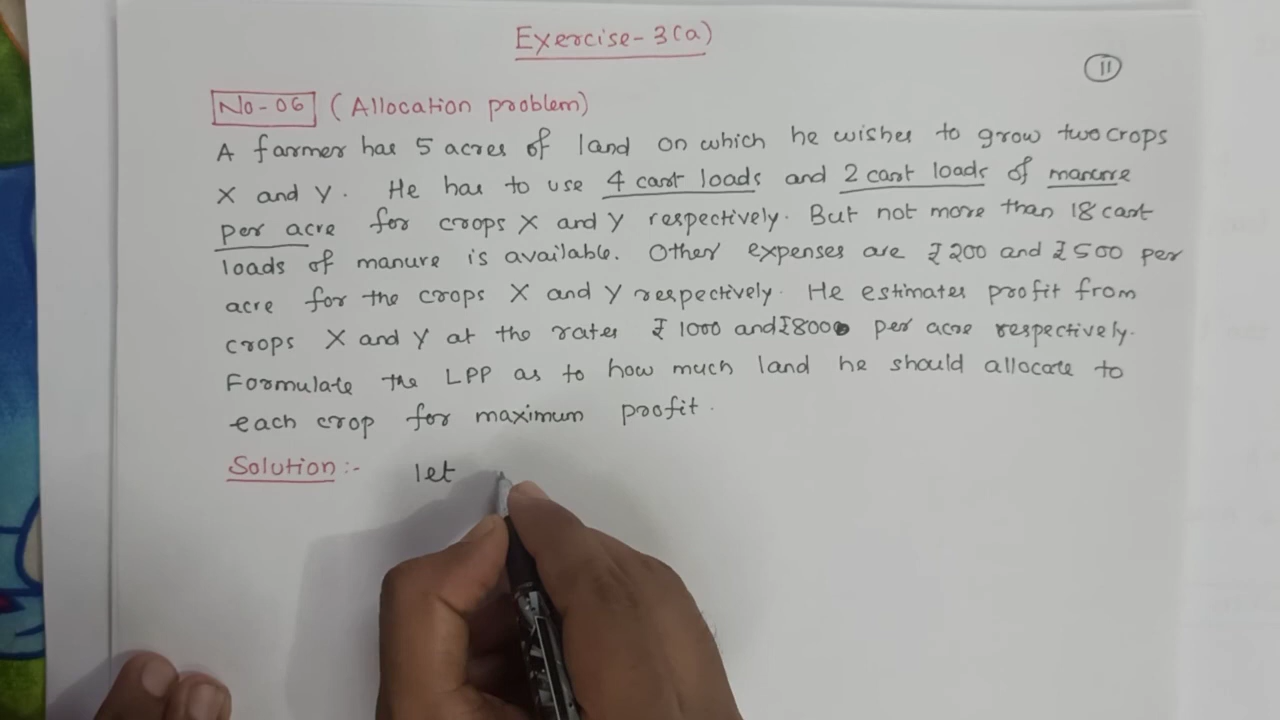 Exercise-3(a)
11
No-06 (Allocation problem)
A farmer has 5 acres of land on which he wishes to grow two crops
X and Y. He has to use 4 cart loads and 2 cart loads of manure
per acre for crops X and Y respectively. But not more than 18 cart
loads of manure is available. Other expenses are ₹200 and ₹500 per
acre for the crops X and Y respectively. He estimates profit from
crops X and Y at the rates ₹1000 and ₹800 per acre respectively.
Formulate the LPP as to how much land he should allocate to
each crop for maximum profit.
Solution:- let